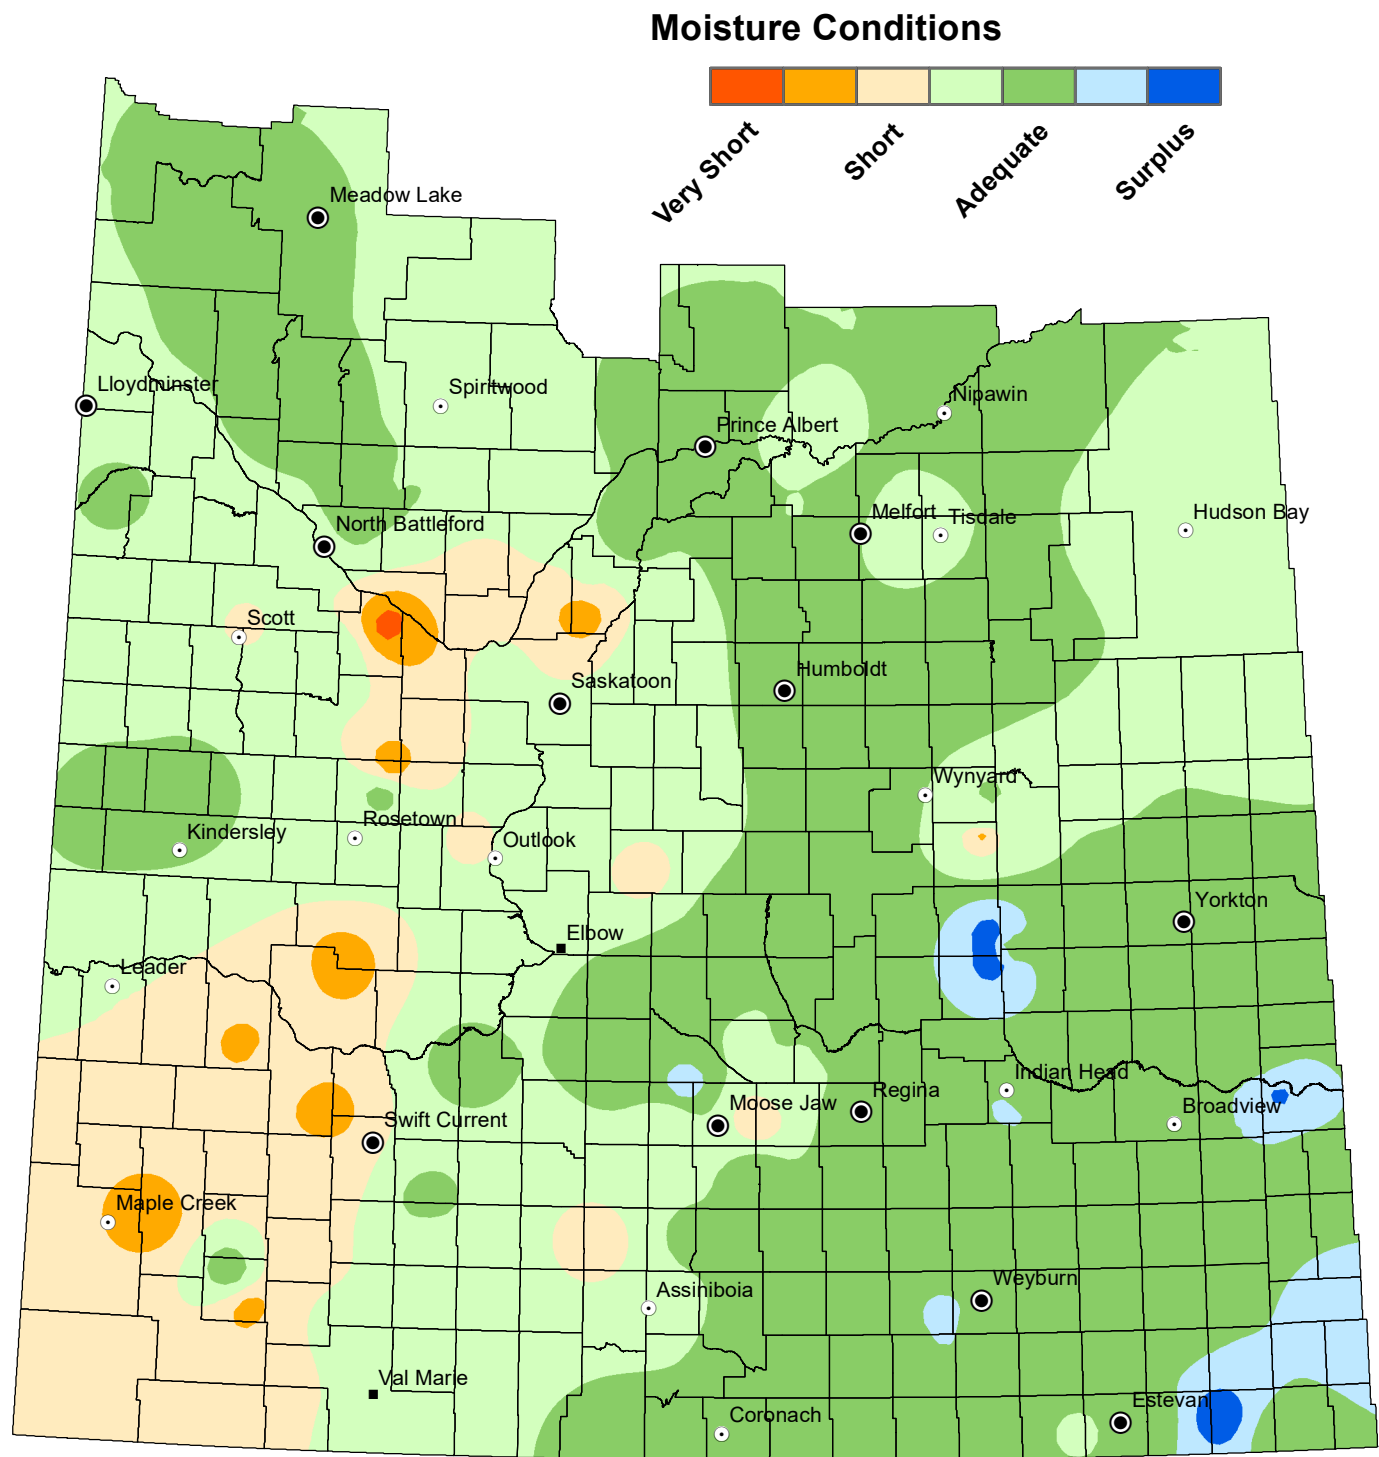 Moisture Conditions
Very Short
Short
Adequate
Surplus
Meadow Lake
Lloydminster
Spiritwood
Nipawin
Prince Albert
Hudson Bay
Melfort
Tisdale
North Battleford
Scott
Humboldt
Saskatoon
Wynyard
Rosetown
Kindersley
Outlook
Yorkton
Elbow
Leader
Indian Head
Regina
Moose Jaw
Broadview
Swift Current
Maple Creek
Weyburn
Assiniboia
Val Marie
Estevan
Coronach